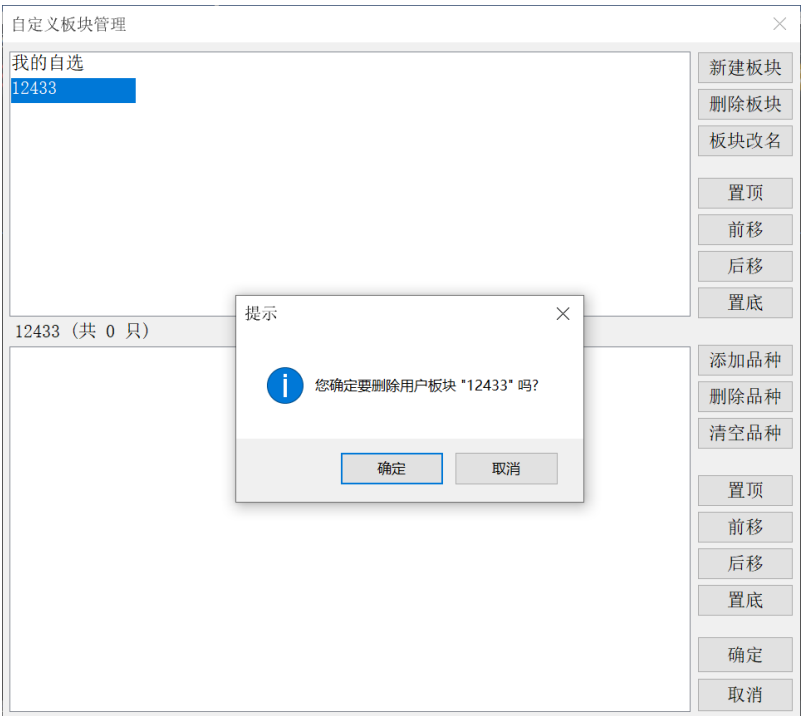 自定义板块管理
我的自选
12433
新建板块
删除板块
板块改名
置顶
前移
后移
置底
12433 (共 0 只)
添加品种
删除品种
清空品种
置顶
前移
后移
置底
确定
取消
提示
您确定要删除用户板块 "12433" 吗?
确定
取消